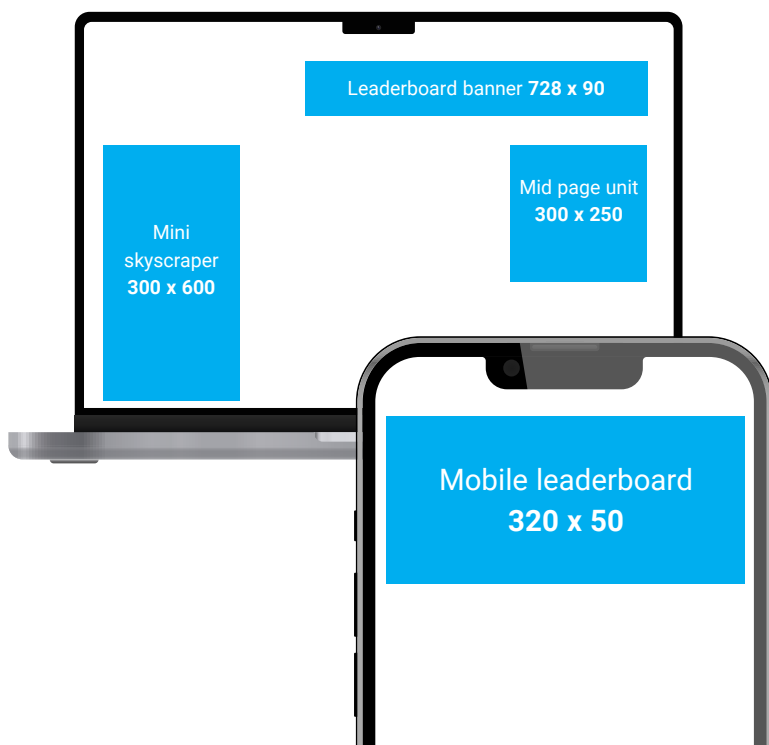 Leaderboard banner 728 x 90
Mid page unit
300 x 250
Mini
skyscraper
300 x 600
Mobile leaderboard
320 x 50